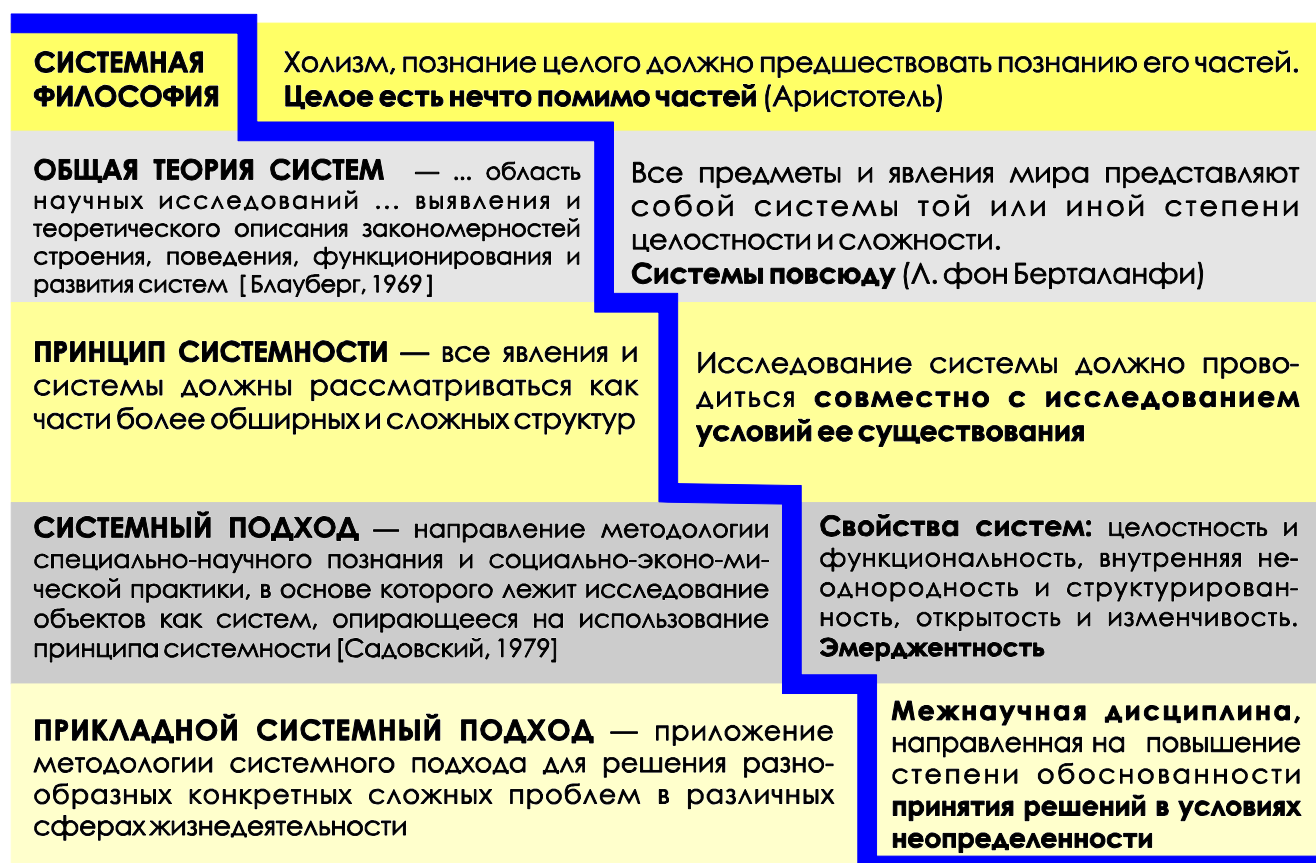 СИСТЕМНАЯ
ФИЛОСОФИЯ
Холизм, познание целого должно предшествовать познанию его частей.
Целое есть нечто помимо частей (Аристотель)
ОБЩАЯ ТЕОРИЯ СИСТЕМ — ... область
научных исследований ... выявления и
теоретического описания закономерностей
строения, поведения, функционирования и
развития систем [Блауберг, 1969]
Все предметы и явления мира представляют
собой системы той или иной степени
целостности и сложности.
Системы повсюду (Л. фон Берталанфи)
ПРИНЦИП СИСТЕМНОСТИ — все явления и
системы должны рассматриваться как
части более обширных и сложных структур
Исследование системы должно прово-
диться совместно с исследованием
условий ее существования
СИСТЕМНЫЙ ПОДХОД — направление методологии
специально-научного познания и социально-эконо-ми-
ческой практики, в основе которого лежит исследование
объектов как систем, опирающееся на использование
принципа системности [Садовский, 1979]
Свойства систем: целостность и
функциональность, внутренняя не-
однородность и структурирован-
ность, открытость и изменчивость.
Эмерджентность
ПРИКЛАДНОЙ СИСТЕМНЫЙ ПОДХОД — приложение
методологии системного подхода для решения разно-
образных конкретных сложных проблем в различных
сферах жизнедеятельности
Межнаучная дисциплина,
направленная на повышение
степени обоснованности
принятия решений в условиях
неопределенности